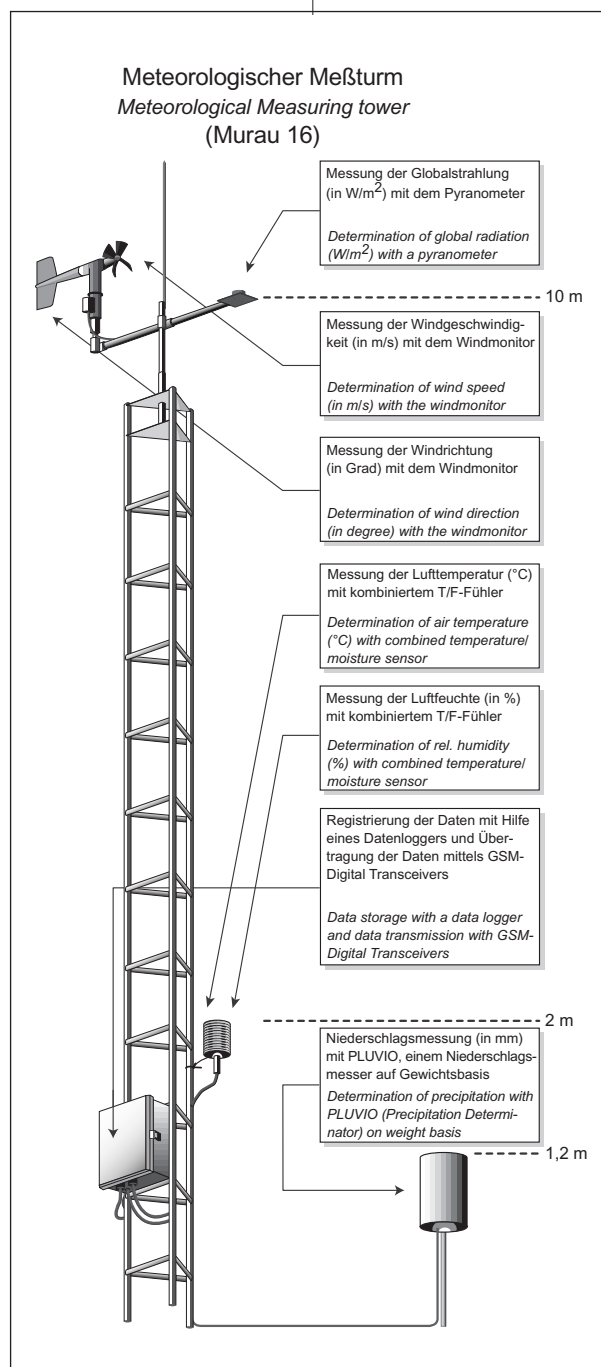 Meteorologischer Meßturm
Meteorological Measuring tower
(Murau 16)
Messung der Globalstrahlung
(in W/m²) mit dem Pyranometer
Determination of global radiation
(W/m²) with a pyranometer
10 m
Messung der Windgeschwindig-
keit (in m/s) mit dem Windmonitor
Determination of wind speed
(in m/s) with the windmonitor
Messung der Windrichtung
(in Grad) mit dem Windmonitor
Determination of wind direction
(in degree) with the windmonitor
Messung der Lufttemperatur (°C)
mit kombiniertem T/F-Fühler
Determination of air temperature
(°C) with combined temperature/
moisture sensor
Messung der Luftfeuchte (in %)
mit kombiniertem T/F-Fühler
Determination of rel. humidity
(%) with combined temperature/
moisture sensor
Registrierung der Daten mit Hilfe
eines Datenloggers und Über-
tragung der Daten mittels GSM-
Digital Transceivers
Data storage with a data logger
and data transmission with GSM-
Digital Transceivers
2 m
Niederschlagsmessung (in mm)
mit PLUVIO, einem Niederschlags-
messer auf Gewichtsbasis
Determination of precipitation with
PLUVIO (Precipitation Determi-
nator) on weight basis
1,2 m